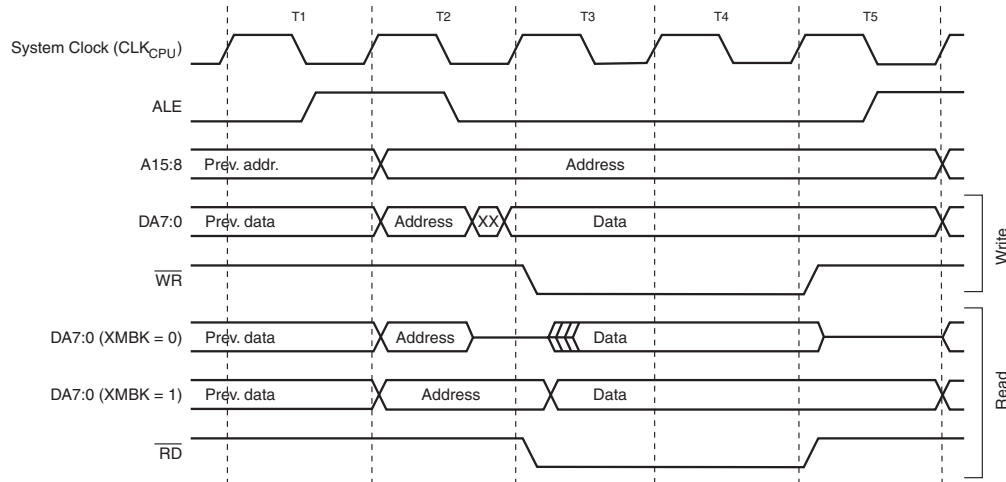 T1 T2 T3 T4 T5
System Clock (CLKCPU)
ALE
A15:8 Prev. addr. Address
DA7:0 Prev. data Address XX Data
WR
Write
DA7:0 (XMBK = 0) Prev. data Address Data
DA7:0 (XMBK = 1) Prev. data Address Data
RD
Read